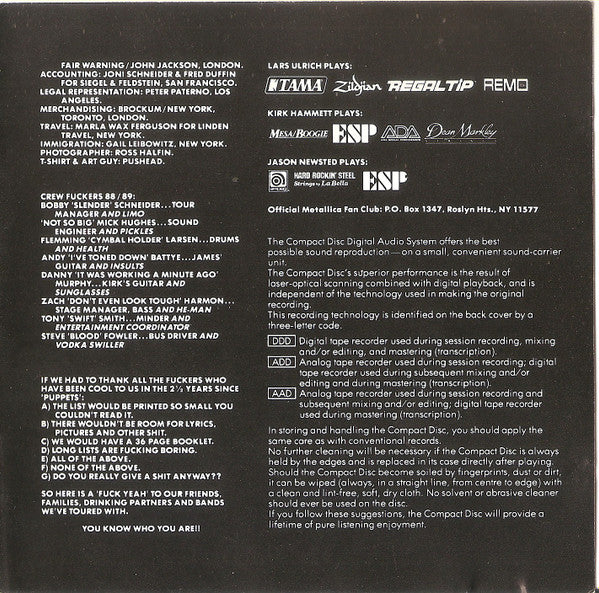 FAIR WARNING/JOHN JACKSON, LONDON.
ACCOUNTING: JONI SCHNEIDER & FRED DUFFIN
FOR SIEGEL & FELDSTEIN, SAN FRANCISCO.
LEGAL REPRESENTATION: PETER PATERNO, LOS
ANGELES.
MERCHANDISING: BROCKUM/NEW YORK,
TORONTO, LONDON.
TRAVEL: MARLA WAX FERGUSON FOR LINDEN
TRAVEL, NEW YORK.
IMMIGRATION: GAIL LEIBOWITZ, NEW YORK.
PHOTOGRAPHER: ROSS HALFIN.
T-SHIRT & ART GUY: PUSHEAD.
CREW FUCKERS 88/89:
BOBBY 'SLENDER' SCHNEIDER...TOUR
MANAGER AND LIMO
'NOT SO BIG' MICK HUGHES...SOUND
ENGINEER AND PICKLES
FLEMMING 'CYMBAL HOLDER' LARSEN...DRUMS
AND HEALTH
ANDY 'I'VE TONED DOWN' BATTYE...JAMES'
GUITAR AND INSULTS
DANNY 'IT WAS WORKING A MINUTE AGO'
MURPHY...KIRK'S GUITAR AND
SUNGLASSES
ZACH 'DON'T EVEN LOOK TOUGH' HARMON...
STAGE MANAGER, BASS AND HE-MAN
TONY 'SWIFT' SMITH...MINDER AND
ENTERTAINMENT COORDINATOR
STEVE 'BLOOD' FOWLER...BUS DRIVER AND
VODKA SWILLER
IF WE HAD TO THANK ALL THE FUCKERS WHO
HAVE BEEN COOL TO US IN THE 2½ YEARS SINCE
'PUPPETS':
A) THE LIST WOULD BE PRINTED SO SMALL YOU
COULDN'T READ IT.
B) THERE WOULDN'T BE ROOM FOR LYRICS,
PICTURES AND OTHER SHIT.
C) WE WOULD HAVE A 36 PAGE BOOKLET.
D) LONG LISTS ARE FUCKING BORING.
E) ALL OF THE ABOVE.
F) NONE OF THE ABOVE.
G) DO YOU REALLY GIVE A SHIT ANYWAY??
SO HERE IS A 'FUCK YEAH' TO OUR FRIENDS,
FAMILIES, DRINKING PARTNERS AND BANDS
WE'VE TOURED WITH.
YOU KNOW WHO YOU ARE!!
LARS ULRICH PLAYS:
TAMA Zildjian REGALTIP REMO
KIRK HAMMETT PLAYS:
MESA/BOOGIE ESP ADA Dean Markley
JASON NEWSTED PLAYS:
HARD ROCKIN' STEEL ESP
Strings by La Bella
Official Metallica Fan Club: P.O. Box 1347, Roslyn Hts., NY 11577
The Compact Disc Digital Audio System offers the best
possible sound reproduction — on a small, convenient sound-carrier
unit.
The Compact Disc's superior performance is the result of
laser-optical scanning combined with digital playback, and is
independent of the technology used in making the original
recording.
This recording technology is identified on the back cover by a
three-letter code.
DDD Digital tape recorder used during session recording, mixing
and/or editing, and mastering (transcription).
ADD Analog tape recorder used during session recording; digital
tape recorder used during subsequent mixing and/or
editing and during mastering (transcription).
AAD Analog tape recorder used during session recording and
subsequent mixing and/or editing; digital tape recorder
used during mastering (transcription).
In storing and handling the Compact Disc, you should apply the
same care as with conventional records.
No further cleaning will be necessary if the Compact Disc is always
held by the edges and is replaced in its case directly after playing.
Should the Compact Disc become soiled by fingerprints, dust or dirt,
it can be wiped (always, in a straight line, from centre to edge) with
a clean and lint-free, soft, dry cloth. No solvent or abrasive cleaner
should ever be used on the disc.
If you follow these suggestions, the Compact Disc will provide a
lifetime of pure listening enjoyment.